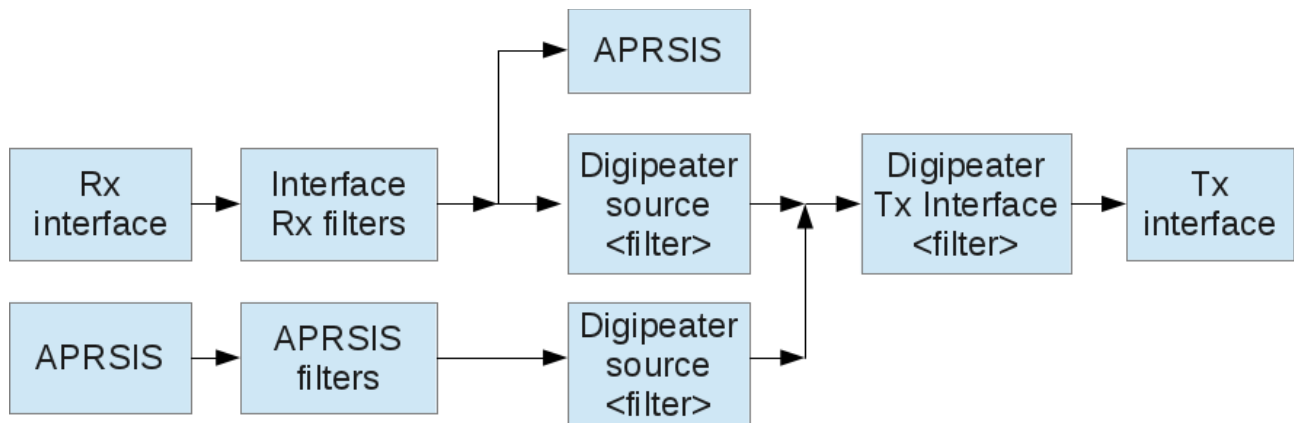 APRSIS
Rx
interface
Interface
Rx filters
Digipeater
source
<filter>
Digipeater
Tx Interface
<filter>
Tx
interface
APRSIS
APRSIS
filters
Digipeater
source
<filter>